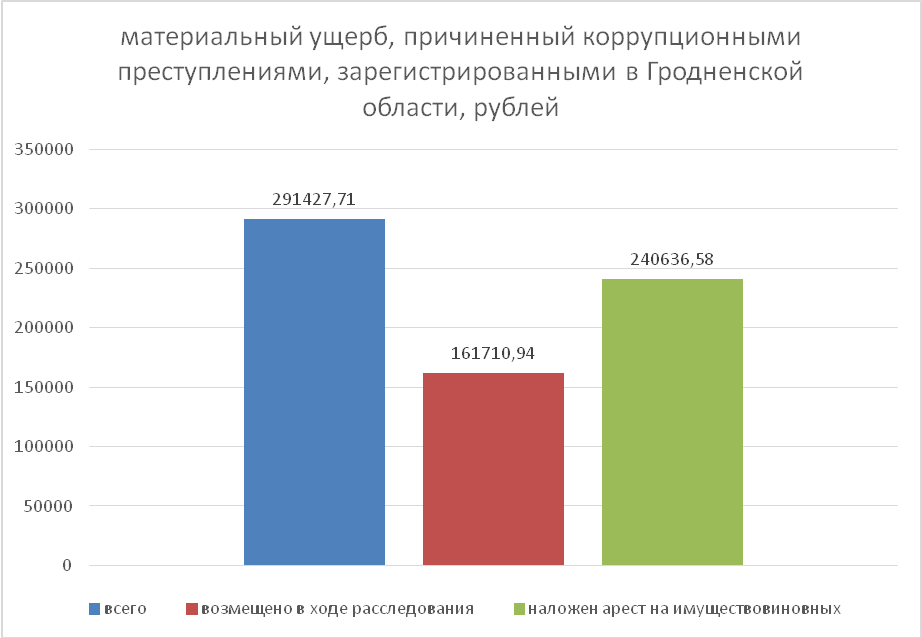 материальный ущерб, причиненный коррупционными
преступлениями, зарегистрированными в Гродненской
области, рублей
350000
300000
250000
200000
150000
100000
50000
0
291427,71
161710,94
240636,58
всего
возмещено в ходе расследования
наложен арест на имуществовиновных